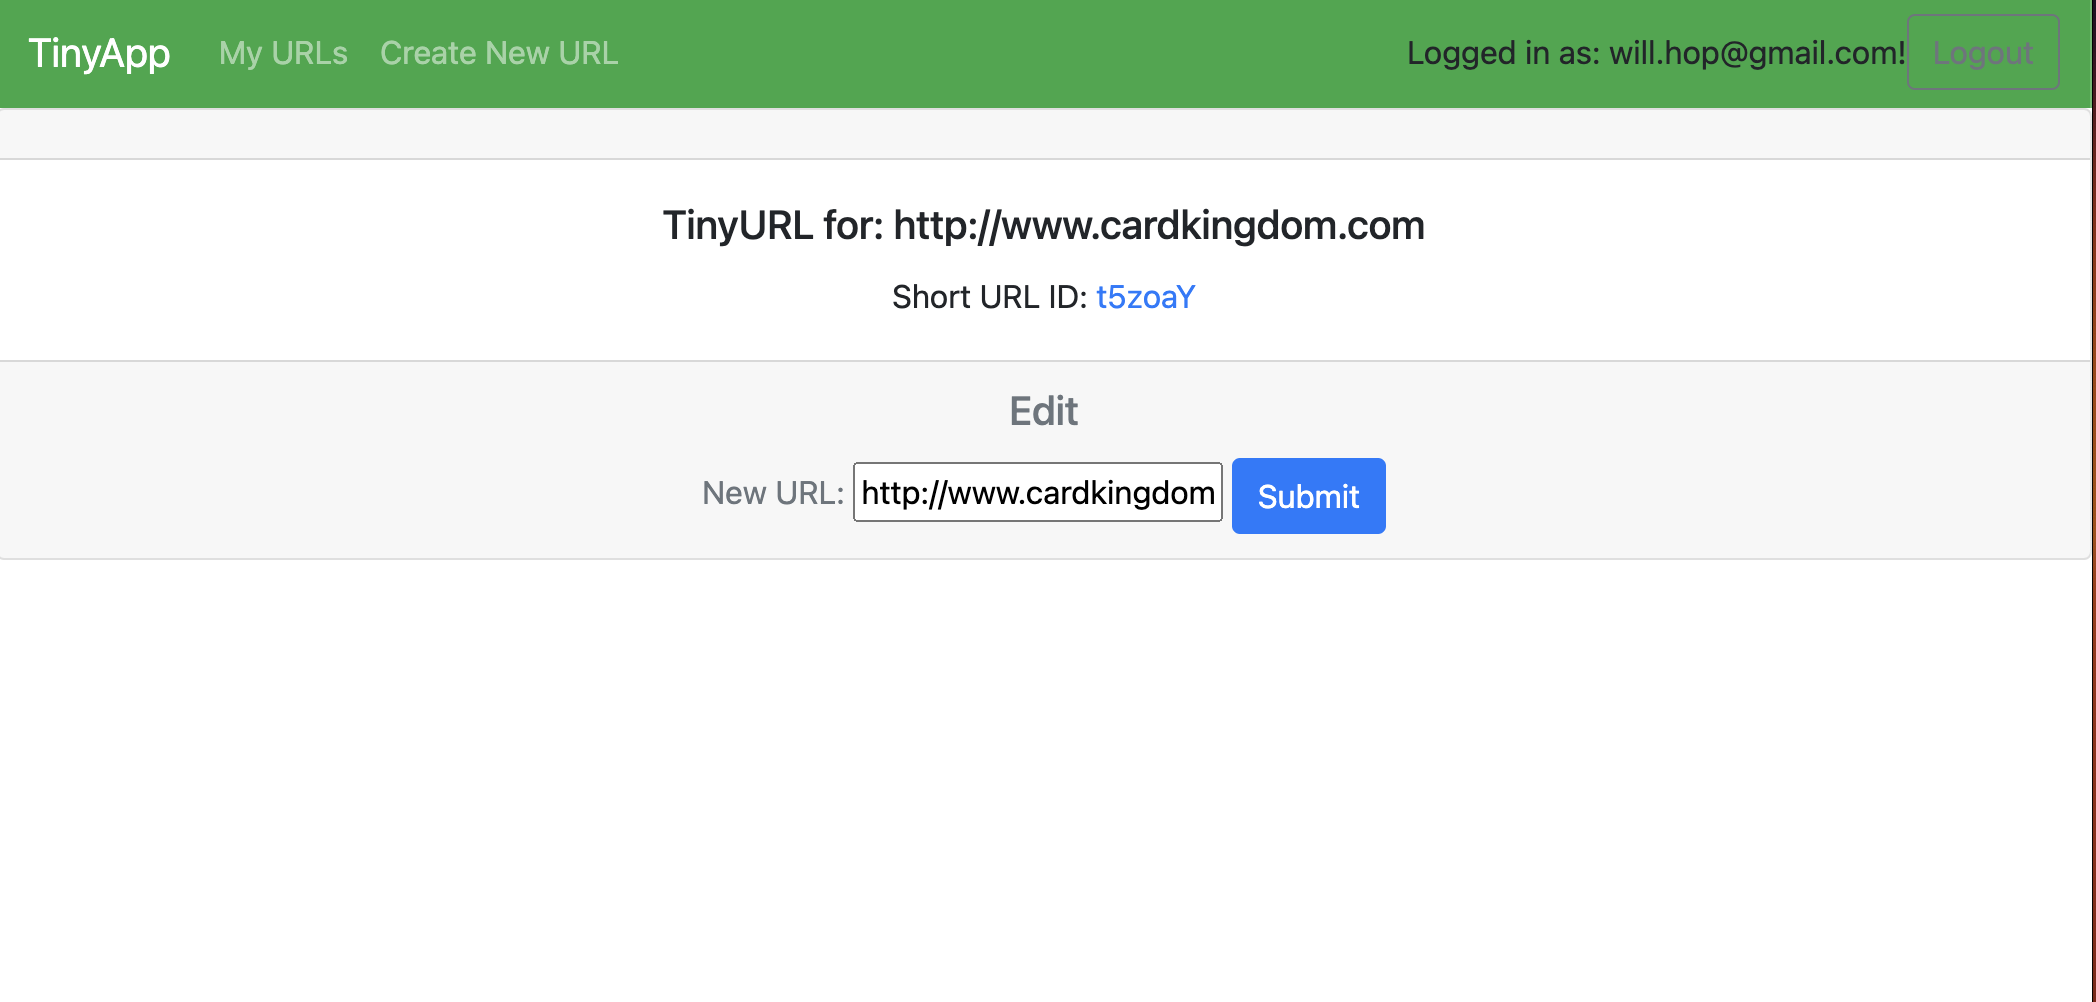 TinyApp My URLs Create New URL Logged in as: will.hop@gmail.com! Logout
TinyURL for: http://www.cardkingdom.com
Short URL ID: t5zoaY
Edit
New URL: http://www.cardkingdom Submit